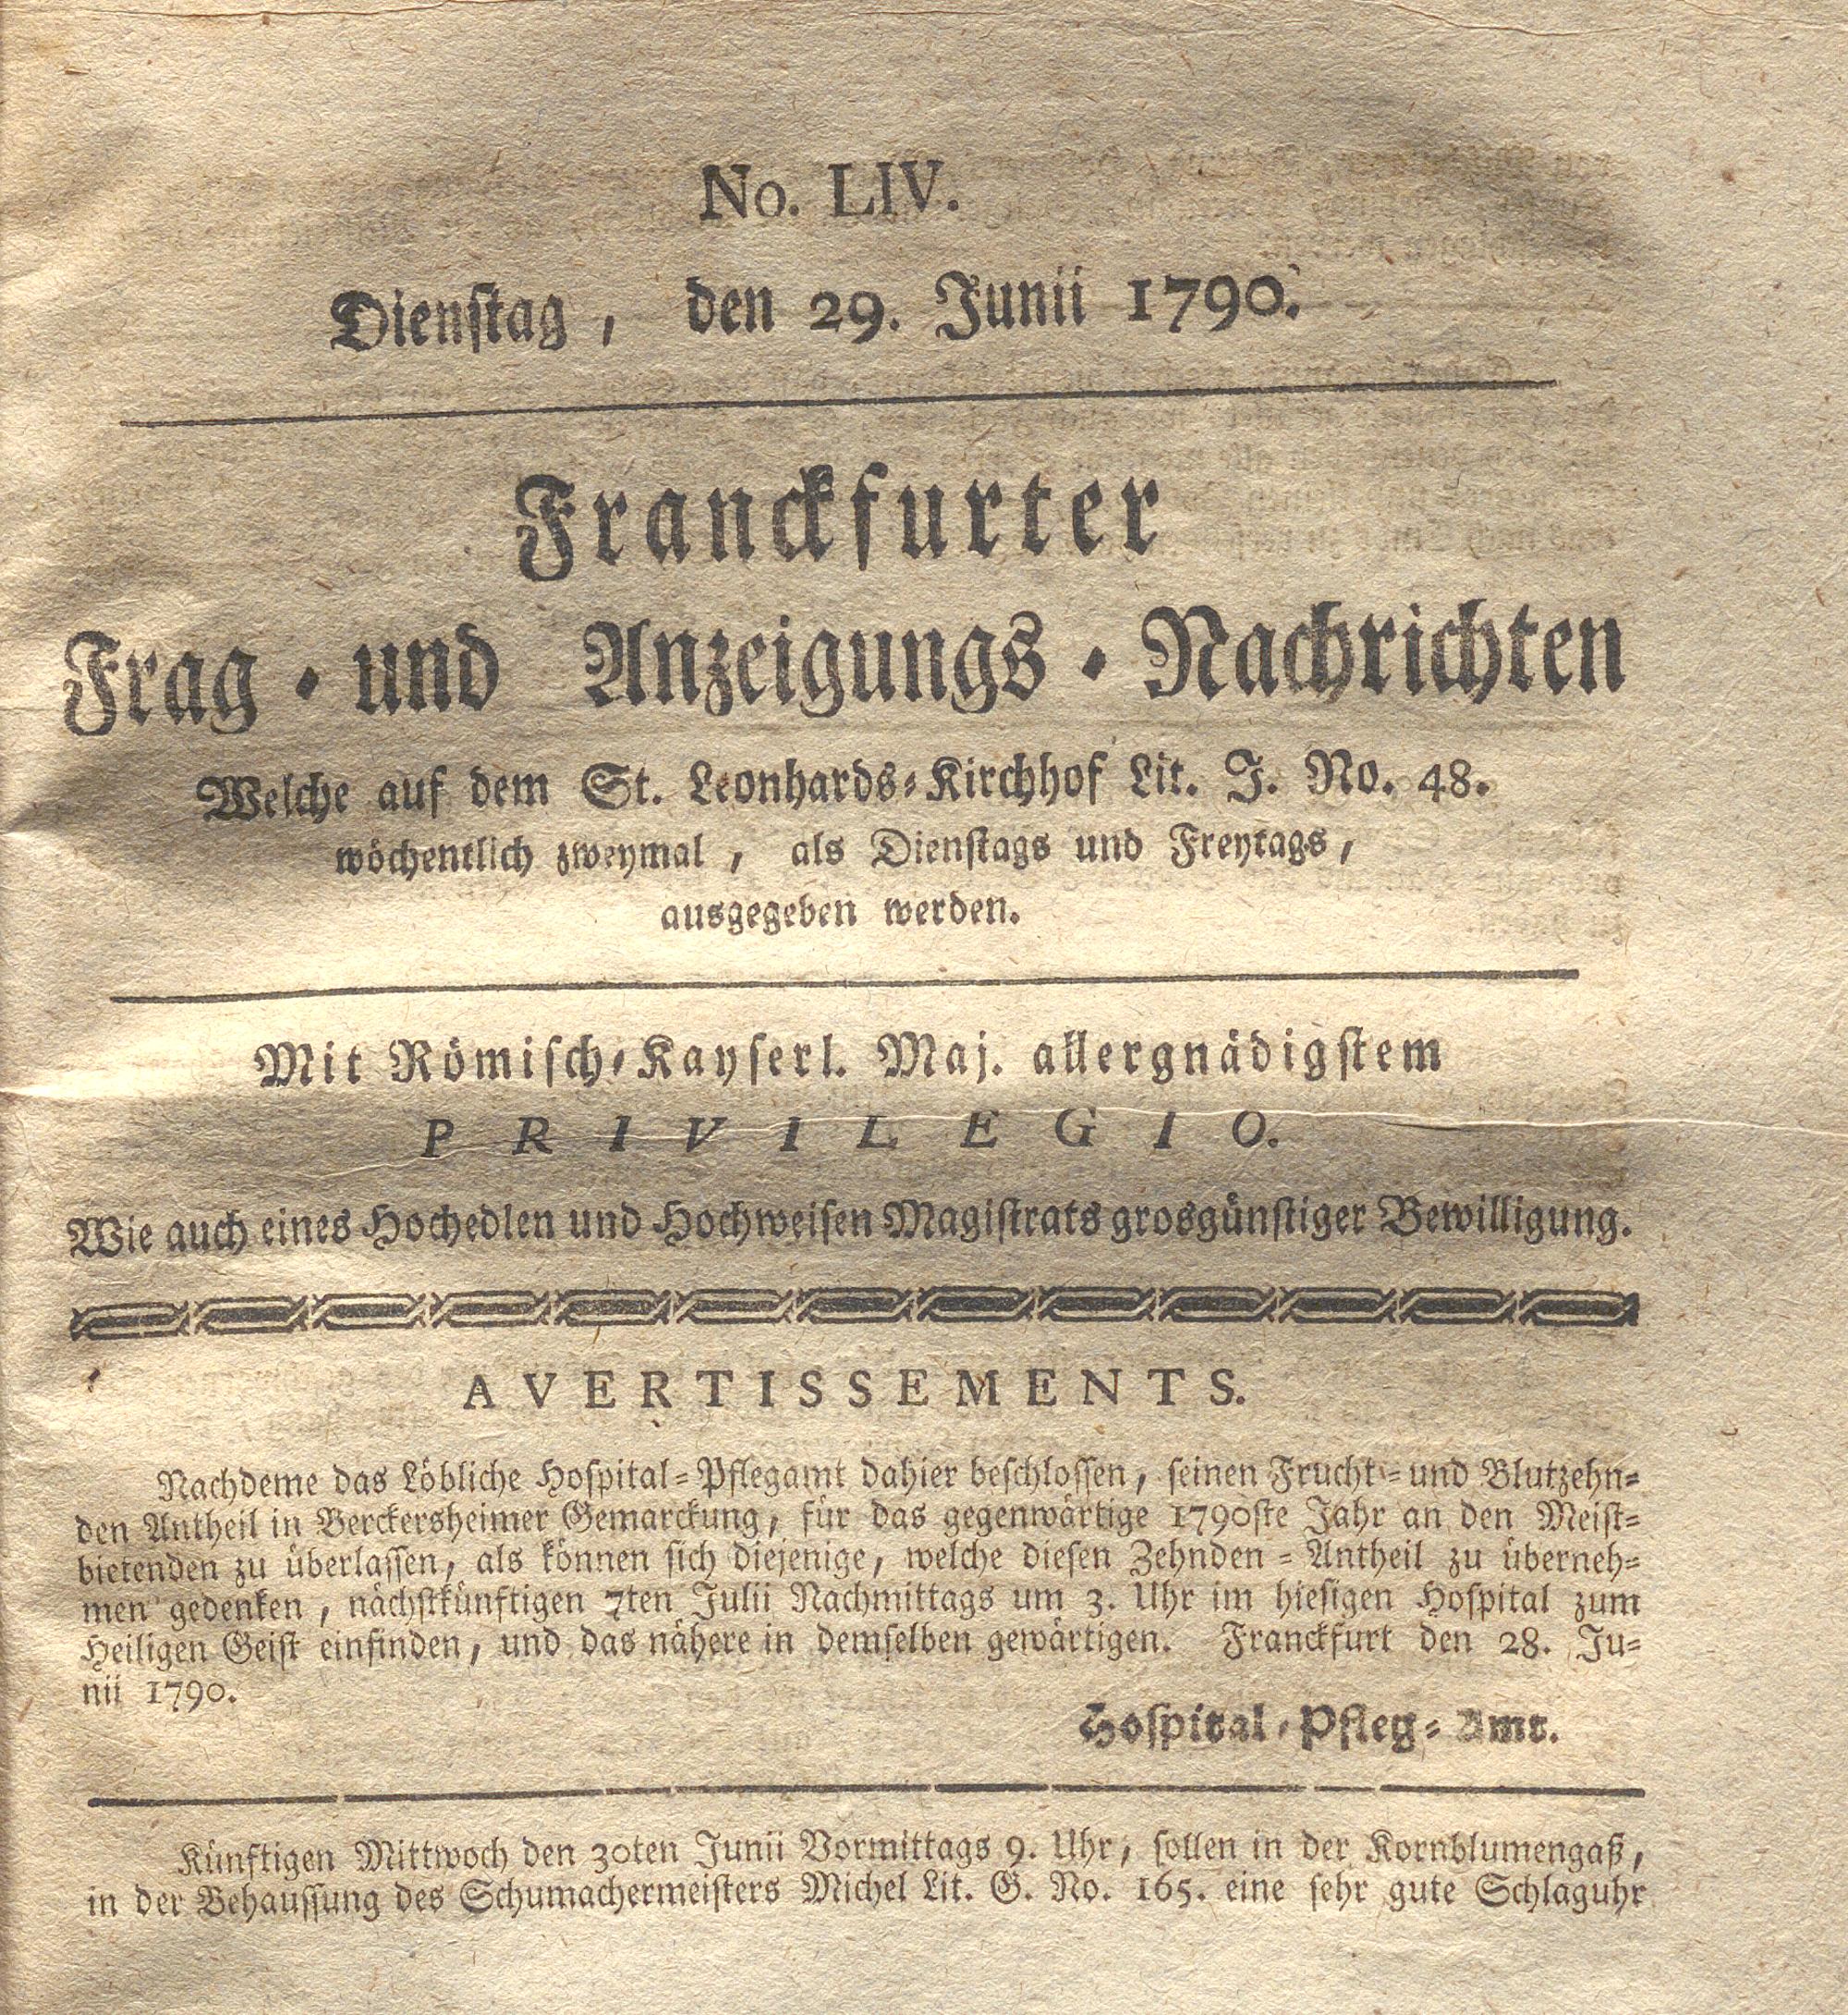 No. LIV.
Dienstag, den 29. Junii 1790.
Franckfurter
Frag- und Anzeigungs-Nachrichten
Welche auf dem St. Leonhards-Kirchhof Lit. J. No. 48.
wöchentlich zweymal, als Dienstags und Freytags,
ausgegeben werden.
Mit Römisch-Kayserl. Maj. allergnädigstem
PRIVILEGIO.
Wie auch eines Hochedlen und Hochweisen Magistrats grosgünstiger Bewilligung.
AVERTISSEMENTS.
Nachdeme das Löbliche Hospital-Pflegamt dahier beschlossen, seinen Frucht- und Blutzehn-
den Antheil in Berckersheimer Gemarckung, für das gegenwärtige 1790ste Jahr an den Meist-
bietenden zu überlassen, als können sich diejenige, welche diesen Zehnden-Antheil zu überneh-
men gedenken, nächstkünftigen 7ten Julii Nachmittags um 3. Uhr im hiesigen Hospital zum
Heiligen Geist einfinden, und das nähere in demselben gewärtigen. Franckfurt den 28. Ju-
nii 1790.
Hospital-Pfleg-Amt.
Künftigen Mittwoch den 30ten Junii Vormittags 9. Uhr, sollen in der Kornblumengaß,
in der Behaussung des Schumachermeisters Michel Lit. G. No. 165. eine sehr gute Schlaguhr